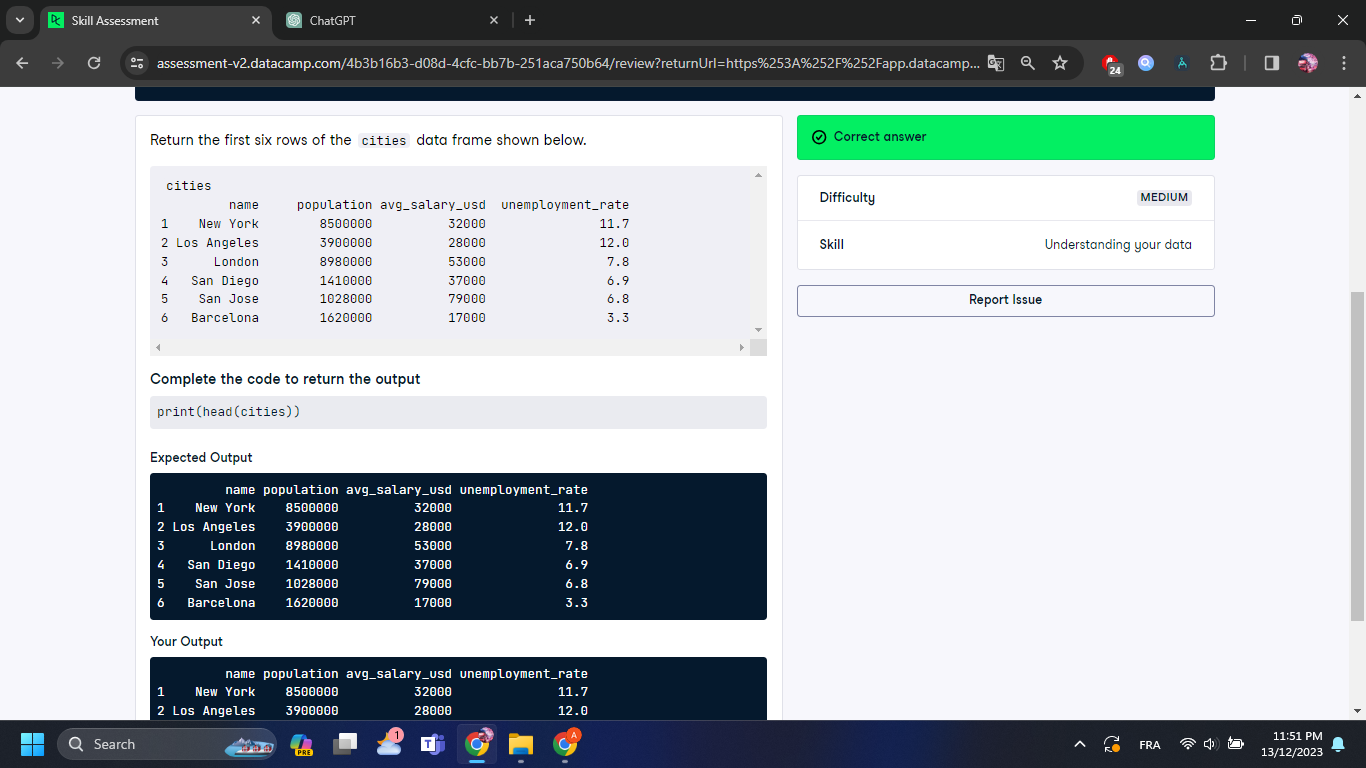 Skill Assessment
ChatGPT
assessment-v2.datacamp.com/4b3b16b3-d08d-4cfc-bb7b-251aca750b64/review?returnUrl=https%253A%252F%252Fapp.datacamp...
24
Return the first six rows of the cities data frame shown below.
cities
name population avg_salary_usd unemployment_rate
1 New York 8500000 32000 11.7
2 Los Angeles 3900000 28000 12.0
3 London 8980000 53000 7.8
4 San Diego 1410000 37000 6.9
5 San Jose 1028000 79000 6.8
6 Barcelona 1620000 17000 3.3
Complete the code to return the output
print(head(cities))
Expected Output
name population avg_salary_usd unemployment_rate
1 New York 8500000 32000 11.7
2 Los Angeles 3900000 28000 12.0
3 London 8980000 53000 7.8
4 San Diego 1410000 37000 6.9
5 San Jose 1028000 79000 6.8
6 Barcelona 1620000 17000 3.3
Your Output
name population avg_salary_usd unemployment_rate
1 New York 8500000 32000 11.7
2 Los Angeles 3900000 28000 12.0
Correct answer
Difficulty MEDIUM
Skill Understanding your data
Report Issue
Search
PRE
1
A
FRA
11:51 PM
13/12/2023